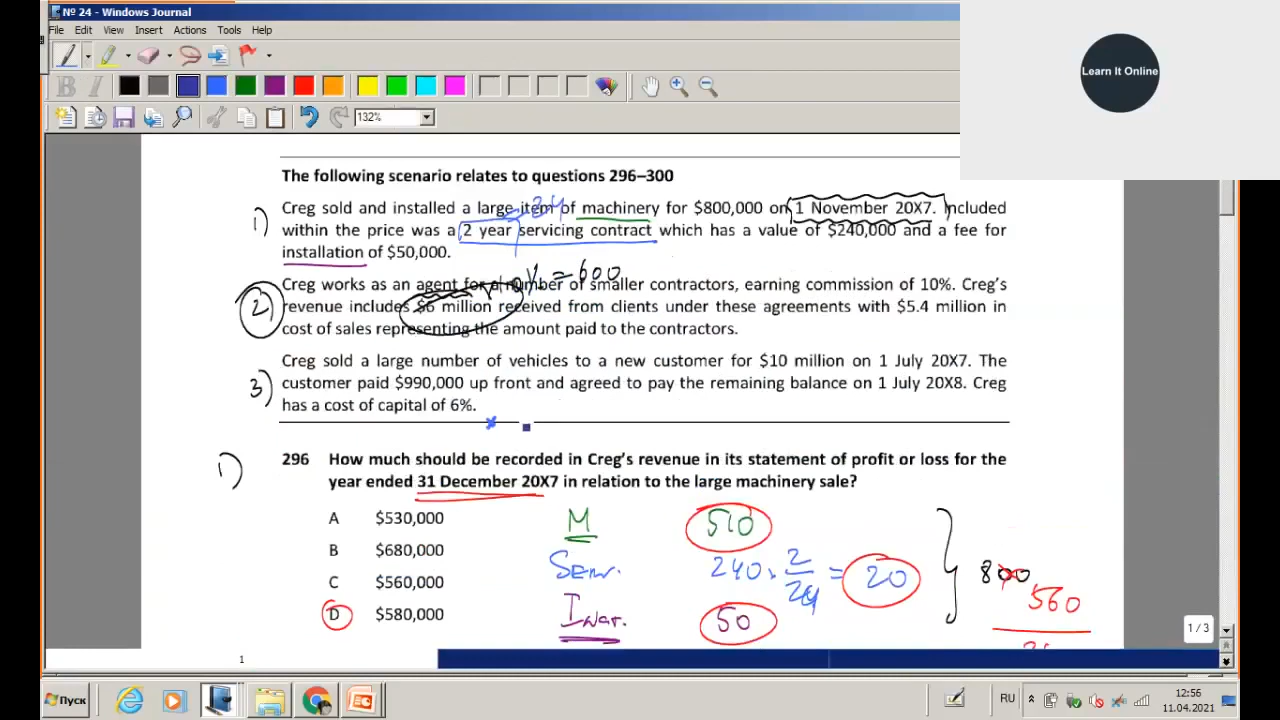 № 24 - Windows Journal
File Edit View Insert Actions Tools Help
Learn It Online
132%
The following scenario relates to questions 296–300
1) Creg sold and installed a large item of machinery for $800,000 on 1 November 20X7. Included
24
within the price was a 2 year servicing contract which has a value of $240,000 and a fee for
installation of $50,000.
= 600
Creg works as an agent for a number of smaller contractors, earning commission of 10%. Creg's
2) revenue includes $6 million received from clients under these agreements with $5.4 million in
cost of sales representing the amount paid to the contractors.
Creg sold a large number of vehicles to a new customer for $10 million on 1 July 20X7. The
3) customer paid $990,000 up front and agreed to pay the remaining balance on 1 July 20X8. Creg
has a cost of capital of 6%.
1) 296 How much should be recorded in Creg's revenue in its statement of profit or loss for the
year ended 31 December 20X7 in relation to the large machinery sale?
A $530,000 M 510
B $680,000
C $560,000 240 · 2/24 = 20 800
560
D $580,000 50
1 / 3
1
Пуск
RU
12:56
11.04.2021